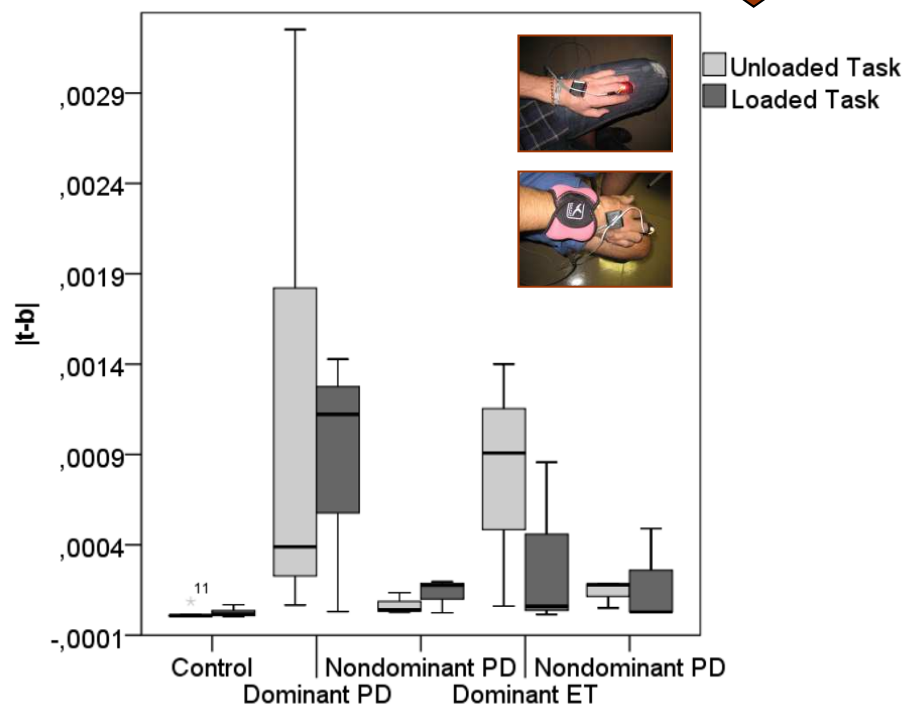 Unloaded Task
Loaded Task
|t-b|
,0029
,0024
,0019
,0014
,0009
,0004
-,0001
11
Control
Dominant PD
Nondominant PD
Dominant ET
Nondominant PD